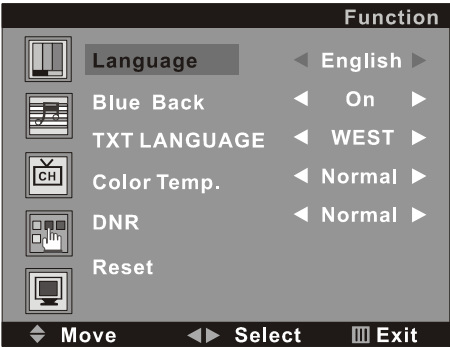 Function
Language English
Blue Back On
TXT LANGUAGE WEST
CH
Color Temp. Normal
DNR Normal
Reset
Move Select Exit